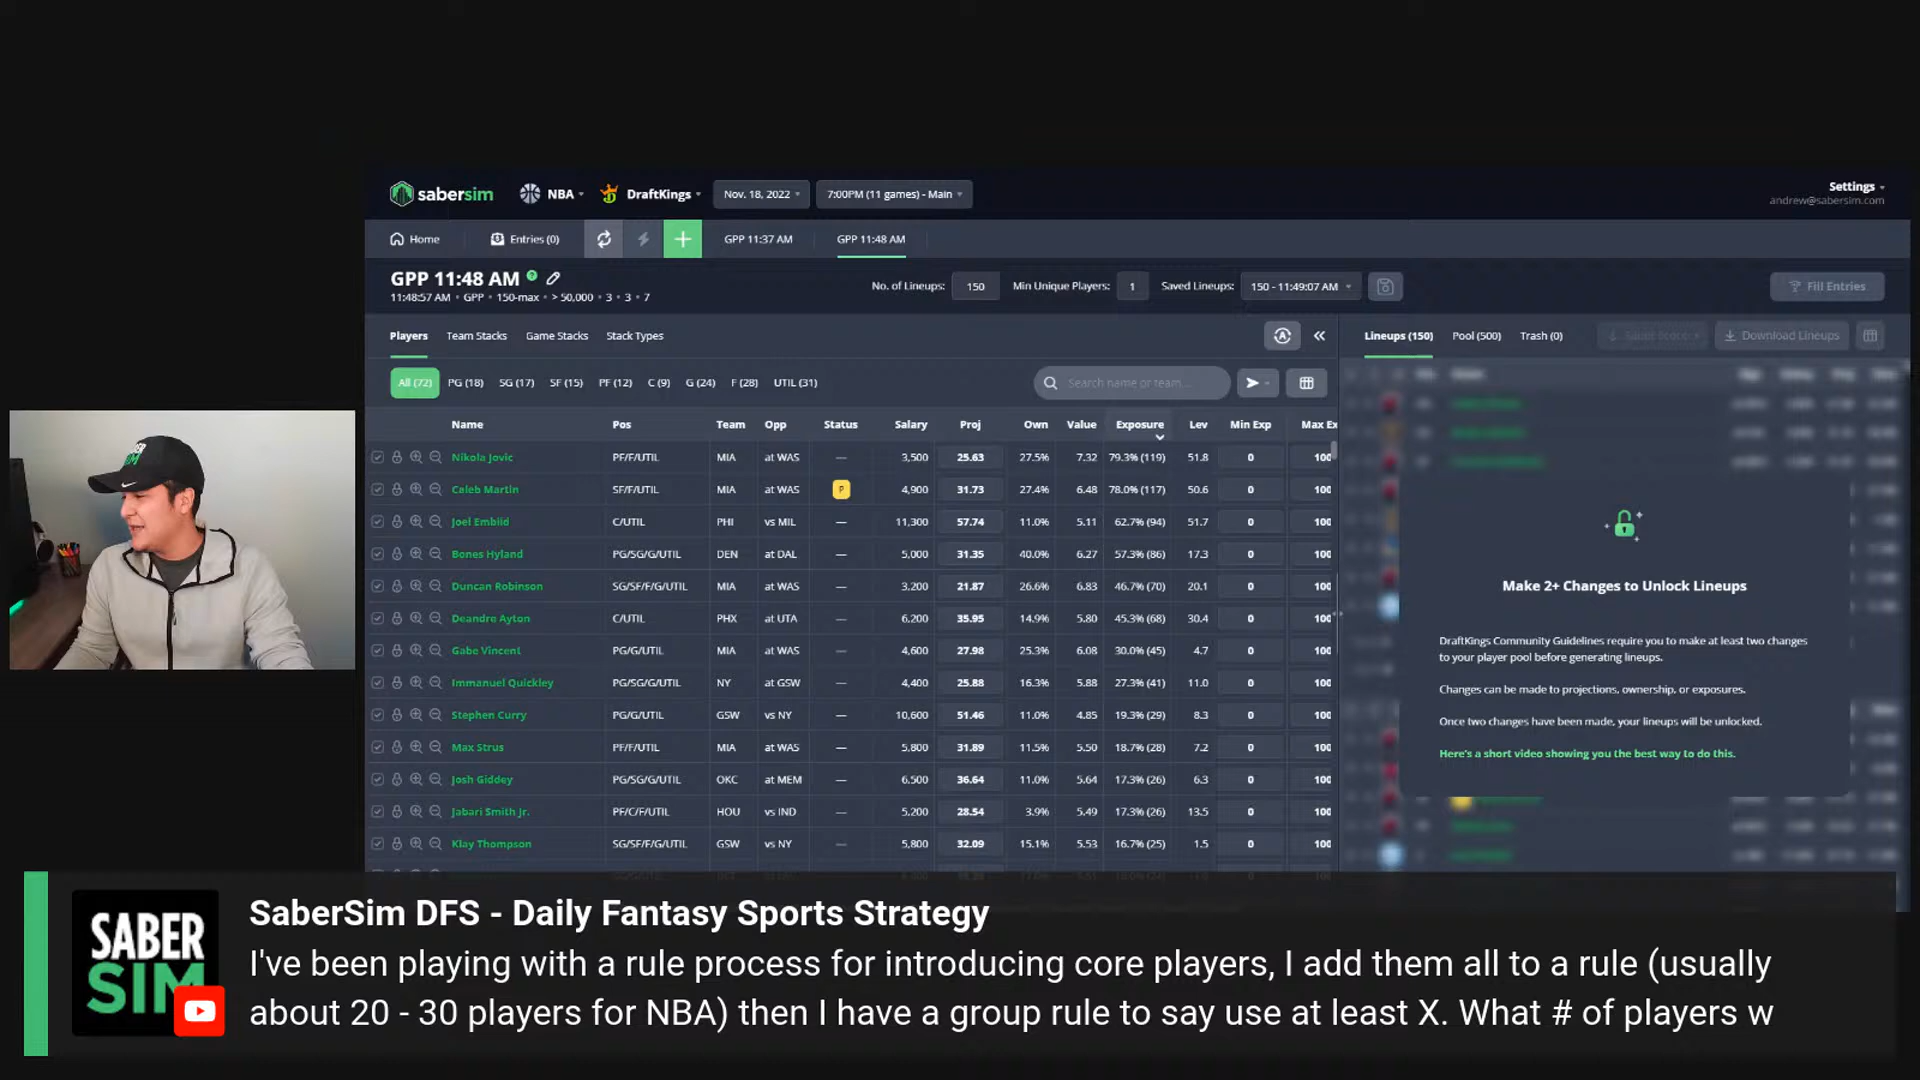 sabersim
NBA
DraftKings
Nov. 18, 2022
7:00PM (11 games) - Main
Settings
andrew@sabersim.com
Home
Entries (0)
GPP 11:37 AM
GPP 11:48 AM
GPP 11:48 AM
11:48:57 AM • GPP • 150-max • > 50,000 • 3 • 3 • 7
No. of Lineups: 150
Min Unique Players: 1
Saved Lineups: 150 - 11:49:07 AM
Fill Entries
Players
Team Stacks
Game Stacks
Stack Types
Lineups (150)
Pool (500)
Trash (0)
Download Lineups
All (72)
PG (18)
SG (17)
SF (15)
PF (12)
C (9)
G (24)
F (28)
UTIL (31)
Search name or team...
Name Pos Team Opp Status Salary Proj Own Value Exposure Lev Min Exp Max Ex
Nikola Jovic PF/F/UTIL MIA at WAS — 3,500 25.63 27.5% 7.32 79.3% (119) 51.8 0 100
Caleb Martin SF/F/UTIL MIA at WAS P 4,900 31.73 27.4% 6.48 78.0% (117) 50.6 0 100
Joel Embiid C/UTIL PHI vs MIL — 11,300 57.74 11.0% 5.11 62.7% (94) 51.7 0 100
Bones Hyland PG/SG/G/UTIL DEN at DAL — 5,000 31.35 40.0% 6.27 57.3% (86) 17.3 0 100
Duncan Robinson SG/SF/F/G/UTIL MIA at WAS — 3,200 21.87 26.6% 6.83 46.7% (70) 20.1 0 100
Deandre Ayton C/UTIL PHX at UTA — 6,200 35.95 14.9% 5.80 45.3% (68) 30.4 0 100
Gabe Vincent PG/G/UTIL MIA at WAS — 4,600 27.98 25.3% 6.08 30.0% (45) 4.7 0 100
Immanuel Quickley PG/SG/G/UTIL NY at GSW — 4,400 25.88 16.3% 5.88 27.3% (41) 11.0 0 100
Stephen Curry PG/G/UTIL GSW vs NY — 10,600 51.46 11.0% 4.85 19.3% (29) 8.3 0 100
Max Strus PF/F/UTIL MIA at WAS — 5,800 31.89 11.5% 5.50 18.7% (28) 7.2 0 100
Josh Giddey PG/SG/G/UTIL OKC at MEM — 6,500 36.64 11.0% 5.64 17.3% (26) 6.3 0 100
Jabari Smith Jr. PF/C/F/UTIL HOU vs IND — 5,200 28.54 3.9% 5.49 17.3% (26) 13.5 0 100
Klay Thompson SG/SF/F/G/UTIL GSW vs NY — 5,800 32.09 15.1% 5.53 16.7% (25) 1.5 0 100
Make 2+ Changes to Unlock Lineups
DraftKings Community Guidelines require you to make at least two changes
to your player pool before generating lineups.
Changes can be made to projections, ownership, or exposures.
Once two changes have been made, your lineups will be unlocked.
Here's a short video showing you the best way to do this.
SABER
SIM
SaberSim DFS - Daily Fantasy Sports Strategy
I've been playing with a rule process for introducing core players, I add them all to a rule (usually
about 20 - 30 players for NBA) then I have a group rule to say use at least X. What # of players w